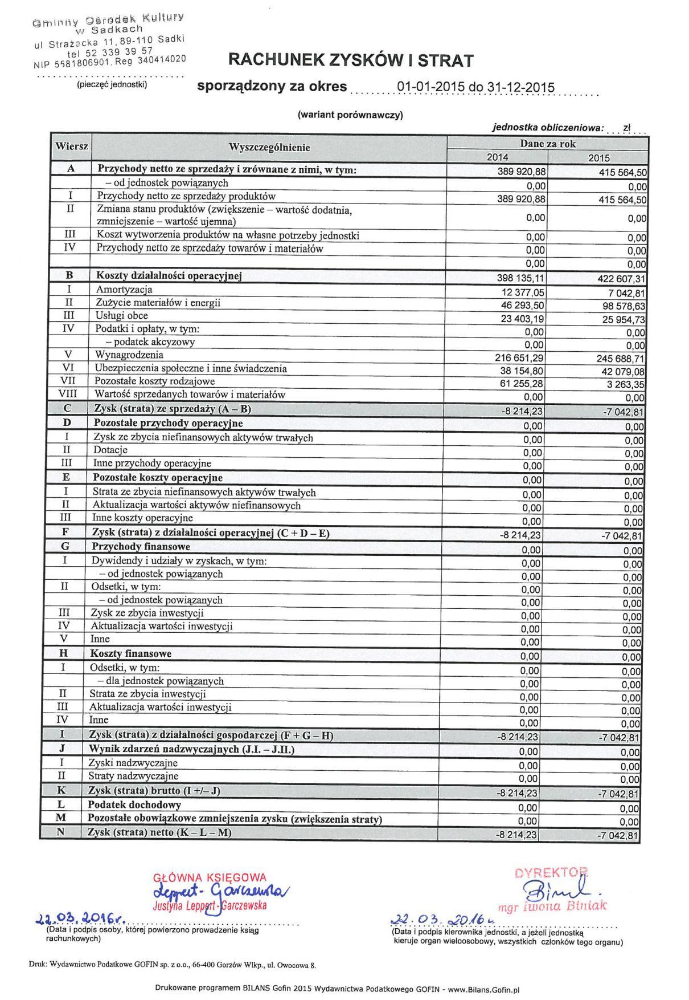 Gminny Ośrodek Kultury
w Sadkach
ul Strażacka 11, 89-110 Sadki
tel 52 339 39 57
NIP 5581806901. Reg 340414020
(pieczęć jednostki)
RACHUNEK ZYSKÓW I STRAT
sporządzony za okres 01-01-2015 do 31-12-2015
(wariant porównawczy)
jednostka obliczeniowa: zł
Wiersz Wyszczególnienie Dane za rok
2014 2015
A Przychody netto ze sprzedaży i zrównane z nimi, w tym: 389 920,88 415 564,50
– od jednostek powiązanych 0,00 0,00
I Przychody netto ze sprzedaży produktów 389 920,88 415 564,50
II Zmiana stanu produktów (zwiększenie – wartość dodatnia,
zmniejszenie – wartość ujemna) 0,00 0,00
III Koszt wytworzenia produktów na własne potrzeby jednostki 0,00 0,00
IV Przychody netto ze sprzedaży towarów i materiałów 0,00 0,00
0,00 0,00
B Koszty działalności operacyjnej 398 135,11 422 607,31
I Amortyzacja 12 377,05 7 042,81
II Zużycie materiałów i energii 46 293,50 98 578,63
III Usługi obce 23 403,19 25 954,73
IV Podatki i opłaty, w tym: 0,00 0,00
– podatek akcyzowy 0,00 0,00
V Wynagrodzenia 216 651,29 245 688,71
VI Ubezpieczenia społeczne i inne świadczenia 38 154,80 42 079,08
VII Pozostałe koszty rodzajowe 61 255,28 3 263,35
VIII Wartość sprzedanych towarów i materiałów 0,00 0,00
C Zysk (strata) ze sprzedaży (A – B) -8 214,23 -7 042,81
D Pozostałe przychody operacyjne 0,00 0,00
I Zysk ze zbycia niefinansowych aktywów trwałych 0,00 0,00
II Dotacje 0,00 0,00
III Inne przychody operacyjne 0,00 0,00
E Pozostałe koszty operacyjne 0,00 0,00
I Strata ze zbycia niefinansowych aktywów trwałych 0,00 0,00
II Aktualizacja wartości aktywów niefinansowych 0,00 0,00
III Inne koszty operacyjne 0,00 0,00
F Zysk (strata) z działalności operacyjnej (C + D – E) -8 214,23 -7 042,81
G Przychody finansowe 0,00 0,00
I Dywidendy i udziały w zyskach, w tym: 0,00 0,00
– od jednostek powiązanych 0,00 0,00
II Odsetki, w tym: 0,00 0,00
– od jednostek powiązanych 0,00 0,00
III Zysk ze zbycia inwestycji 0,00 0,00
IV Aktualizacja wartości inwestycji 0,00 0,00
V Inne 0,00 0,00
H Koszty finansowe 0,00 0,00
I Odsetki, w tym: 0,00 0,00
– dla jednostek powiązanych 0,00 0,00
II Strata ze zbycia inwestycji 0,00 0,00
III Aktualizacja wartości inwestycji 0,00 0,00
IV Inne 0,00 0,00
I Zysk (strata) z działalności gospodarczej (F + G – H) -8 214,23 -7 042,81
J Wynik zdarzeń nadzwyczajnych (J.I. – J.II.) 0,00 0,00
I Zyski nadzwyczajne 0,00 0,00
II Straty nadzwyczajne 0,00 0,00
K Zysk (strata) brutto (I +/– J) -8 214,23 -7 042,81
L Podatek dochodowy 0,00 0,00
M Pozostałe obowiązkowe zmniejszenia zysku (zwiększenia straty) 0,00 0,00
N Zysk (strata) netto (K – L – M) -8 214,23 -7 042,81
GŁÓWNA KSIĘGOWA
Leppert-Garczewska
Justyna Leppert-Garczewska
22.03.2016r.
(Data i podpis osoby, której powierzono prowadzenie ksiąg
rachunkowych)
DYREKTOR
mgr Iwona Biniak
22.03.2016r.
(Data i podpis kierownika jednostki, a jeżeli jednostką
kieruje organ wieloosobowy, wszystkich członków tego organu)
Druk: Wydawnictwo Podatkowe GOFIN sp. z o.o., 66-400 Gorzów Wlkp., ul. Owocowa 8.
Drukowane programem BILANS Gofin 2015 Wydawnictwa Podatkowego GOFIN - www.Bilans.Gofin.pl